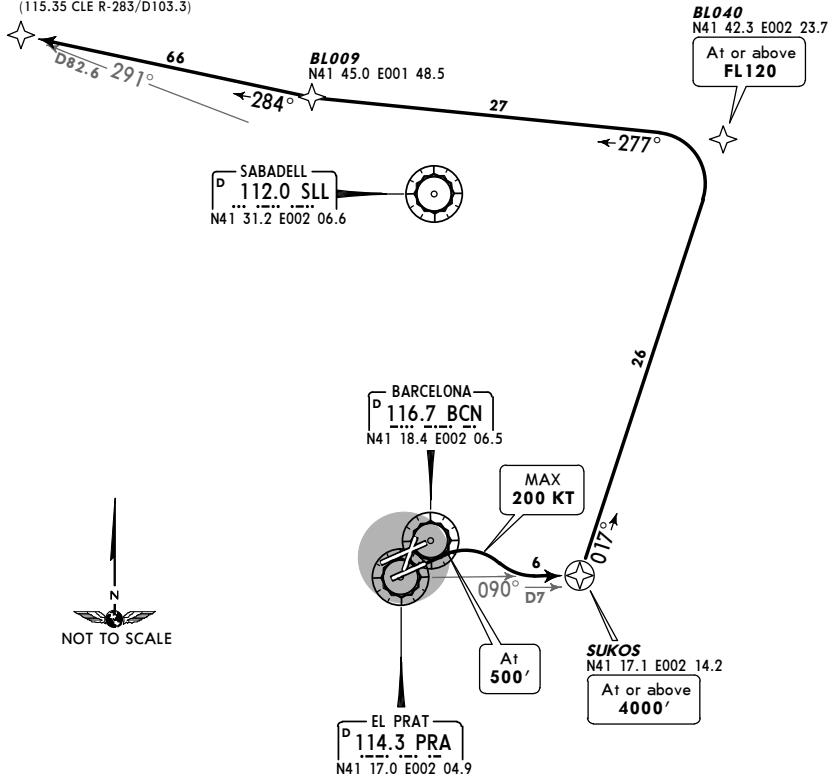 (115.35 CLE R-283/D103.3)
BL040
N41 42.3 E002 23.7
At or above
FL120
66
D82.6
291°
BL009
N41 45.0 E001 48.5
284°
27
277°
SABADELL
D 112.0 SLL
N41 31.2 E002 06.6
26
BARCELONA
D 116.7 BCN
N41 18.4 E002 06.5
MAX
200 KT
017°
6
090°
D7
N
NOT TO SCALE
At
500'
SUKOS
N41 17.1 E002 14.2
At or above
4000'
EL PRAT
D 114.3 PRA
N41 17.0 E002 04.9